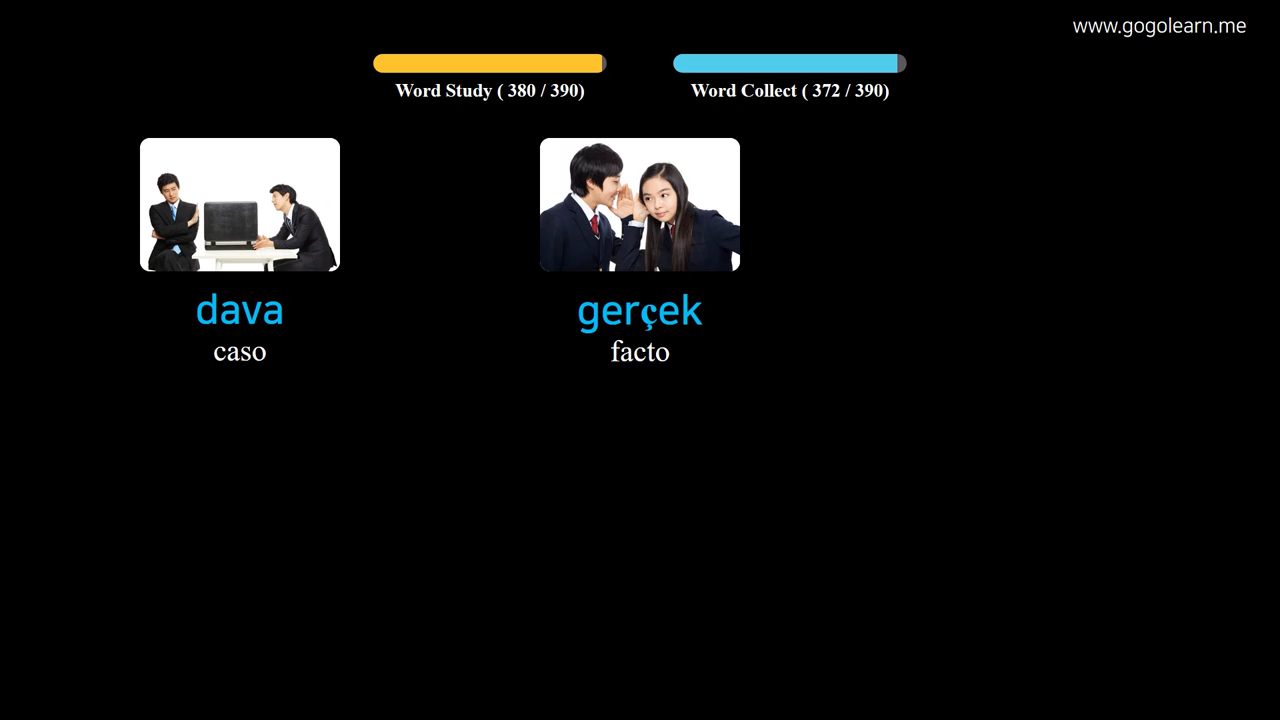 www.gogolearn.me
Word Study ( 380 / 390)
Word Collect ( 372 / 390)
dava
caso
gerçek
facto